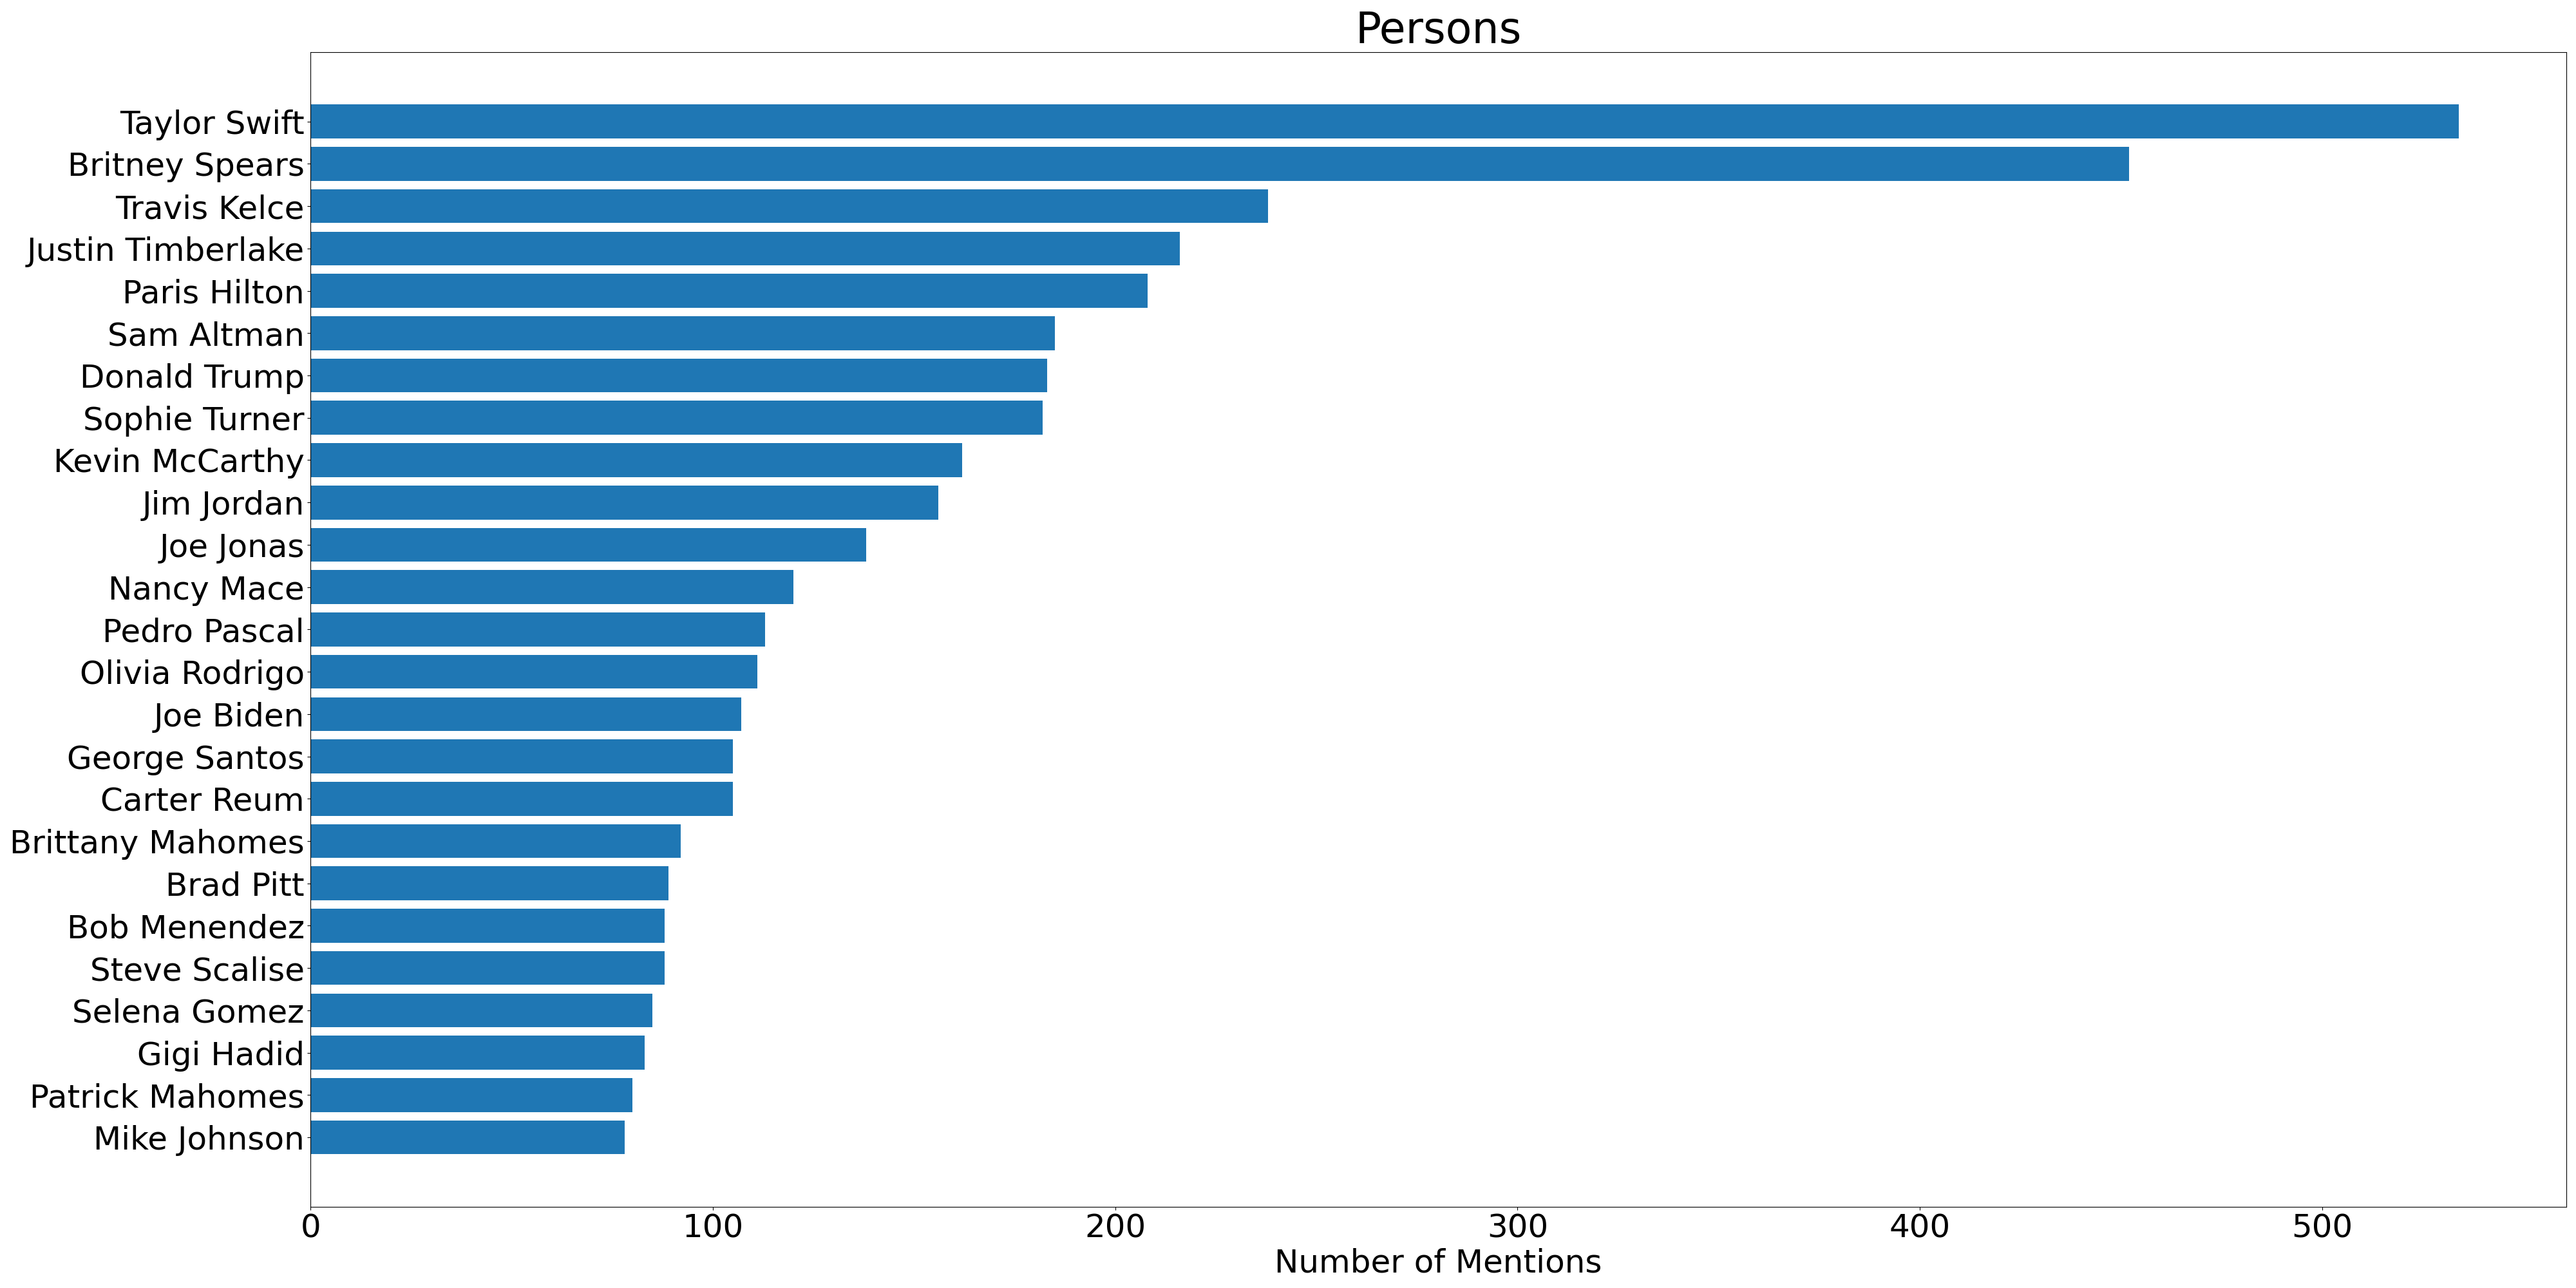 Persons
Taylor Swift
Britney Spears
Travis Kelce
Justin Timberlake
Paris Hilton
Sam Altman
Donald Trump
Sophie Turner
Kevin McCarthy
Jim Jordan
Joe Jonas
Nancy Mace
Pedro Pascal
Olivia Rodrigo
Joe Biden
George Santos
Carter Reum
Brittany Mahomes
Brad Pitt
Bob Menendez
Steve Scalise
Selena Gomez
Gigi Hadid
Patrick Mahomes
Mike Johnson
0 100 200 300 400 500
Number of Mentions